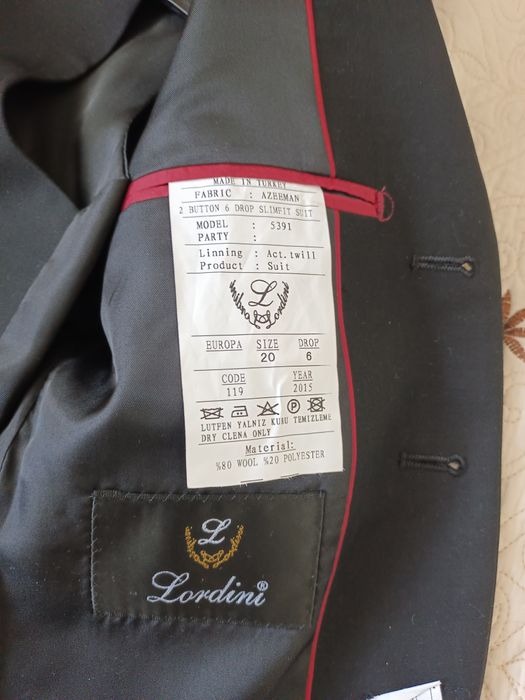 MADE IN TURKEY
FABRIC : AZEEMAN
2 BUTTON 6 DROP SLIMFIT SUIT
MODEL : 5391
PARTY :
Linning : Act.twill
Product : Suit
L
EUROPA SIZE DROP
20 6
CODE YEAR
119 2015
P
LUTFEN YALNIZ KURU TEMIZLEME
DRY CLENA ONLY
Material:
%80 WOOL %20 POLYESTER
L
Lordini®